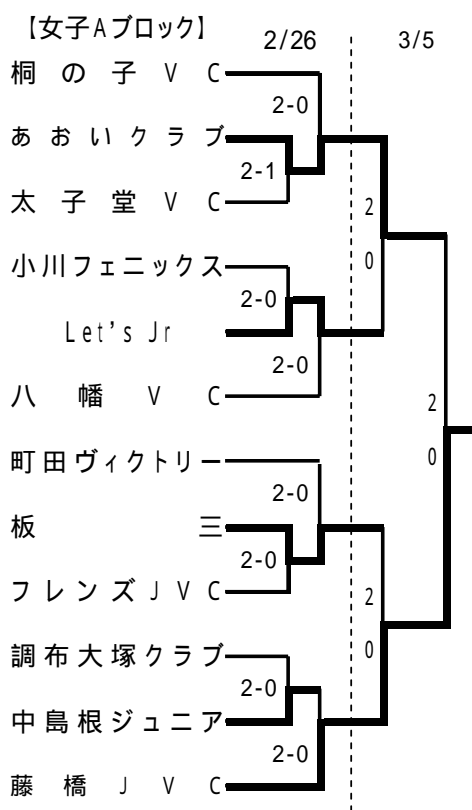 【女子Aブロック】 2/26 3/5
桐の子VC
2-0
あおいクラブ
2-1
太子堂VC
2
0
小川フェニックス
2-0
Let's Jr
2-0
八幡VC
2
0
町田ヴィクトリー
2-0
板三
2-0
フレンズJVC
2
0
調布大塚クラブ
2-0
中島根ジュニア
2-0
藤橋JVC